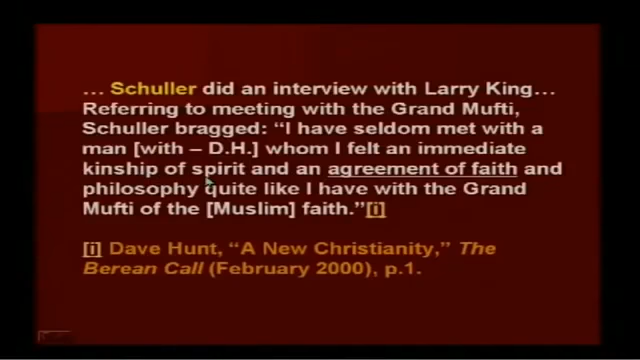 ... Schuller did an interview with Larry King...
Referring to meeting with the Grand Mufti,
Schuller bragged: “I have seldom met with a
man [with – D.H.] whom I felt an immediate
kinship of spirit and an agreement of faith and
philosophy quite like I have with the Grand
Mufti of the [Muslim] faith.”[i]
[i] Dave Hunt, “A New Christianity,” The
Berean Call (February 2000), p.1.